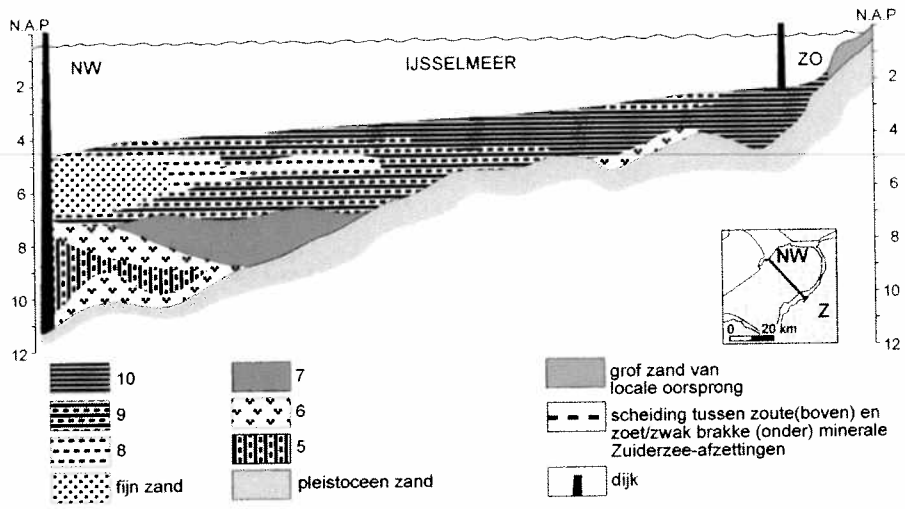 N.A.P
N.A.P
NW
IJSSELMEER
ZO
2
2
4
4
6
6
8
8
10
10
12
12
NW
Z
0 20 km
10
7
grof zand van
locale oorsprong
9
6
scheiding tussen zoute(boven) en
zoet/zwak brakke (onder) minerale
Zuiderzee-afzettingen
8
5
fijn zand
pleistoceen zand
dijk